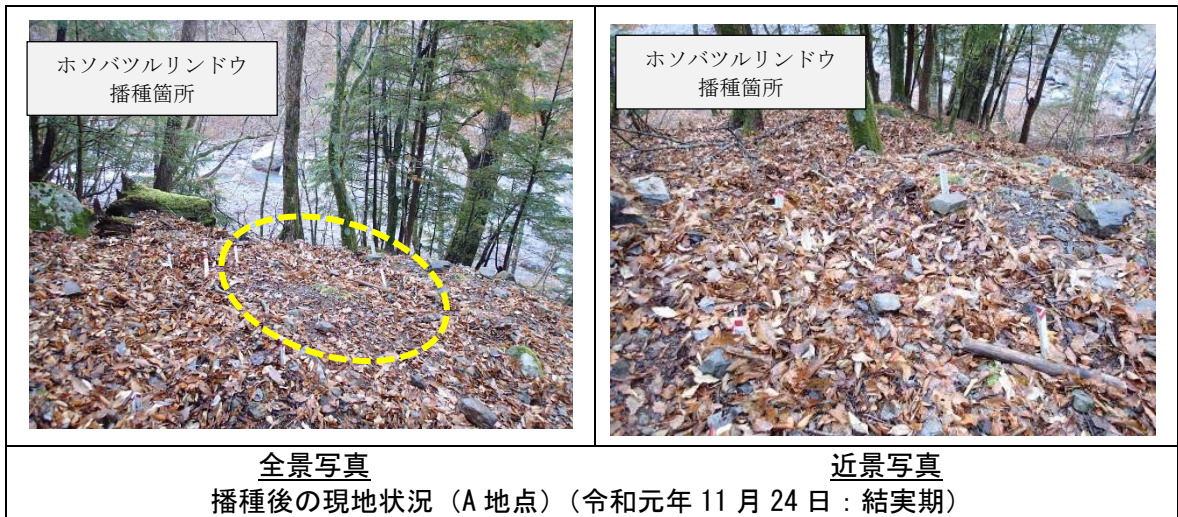 ホソバツルリンドウ
播種箇所
ホソバツルリンドウ
播種箇所
全景写真
近景写真
播種後の現地状況（A 地点）（令和元年 11 月 24 日：結実期）